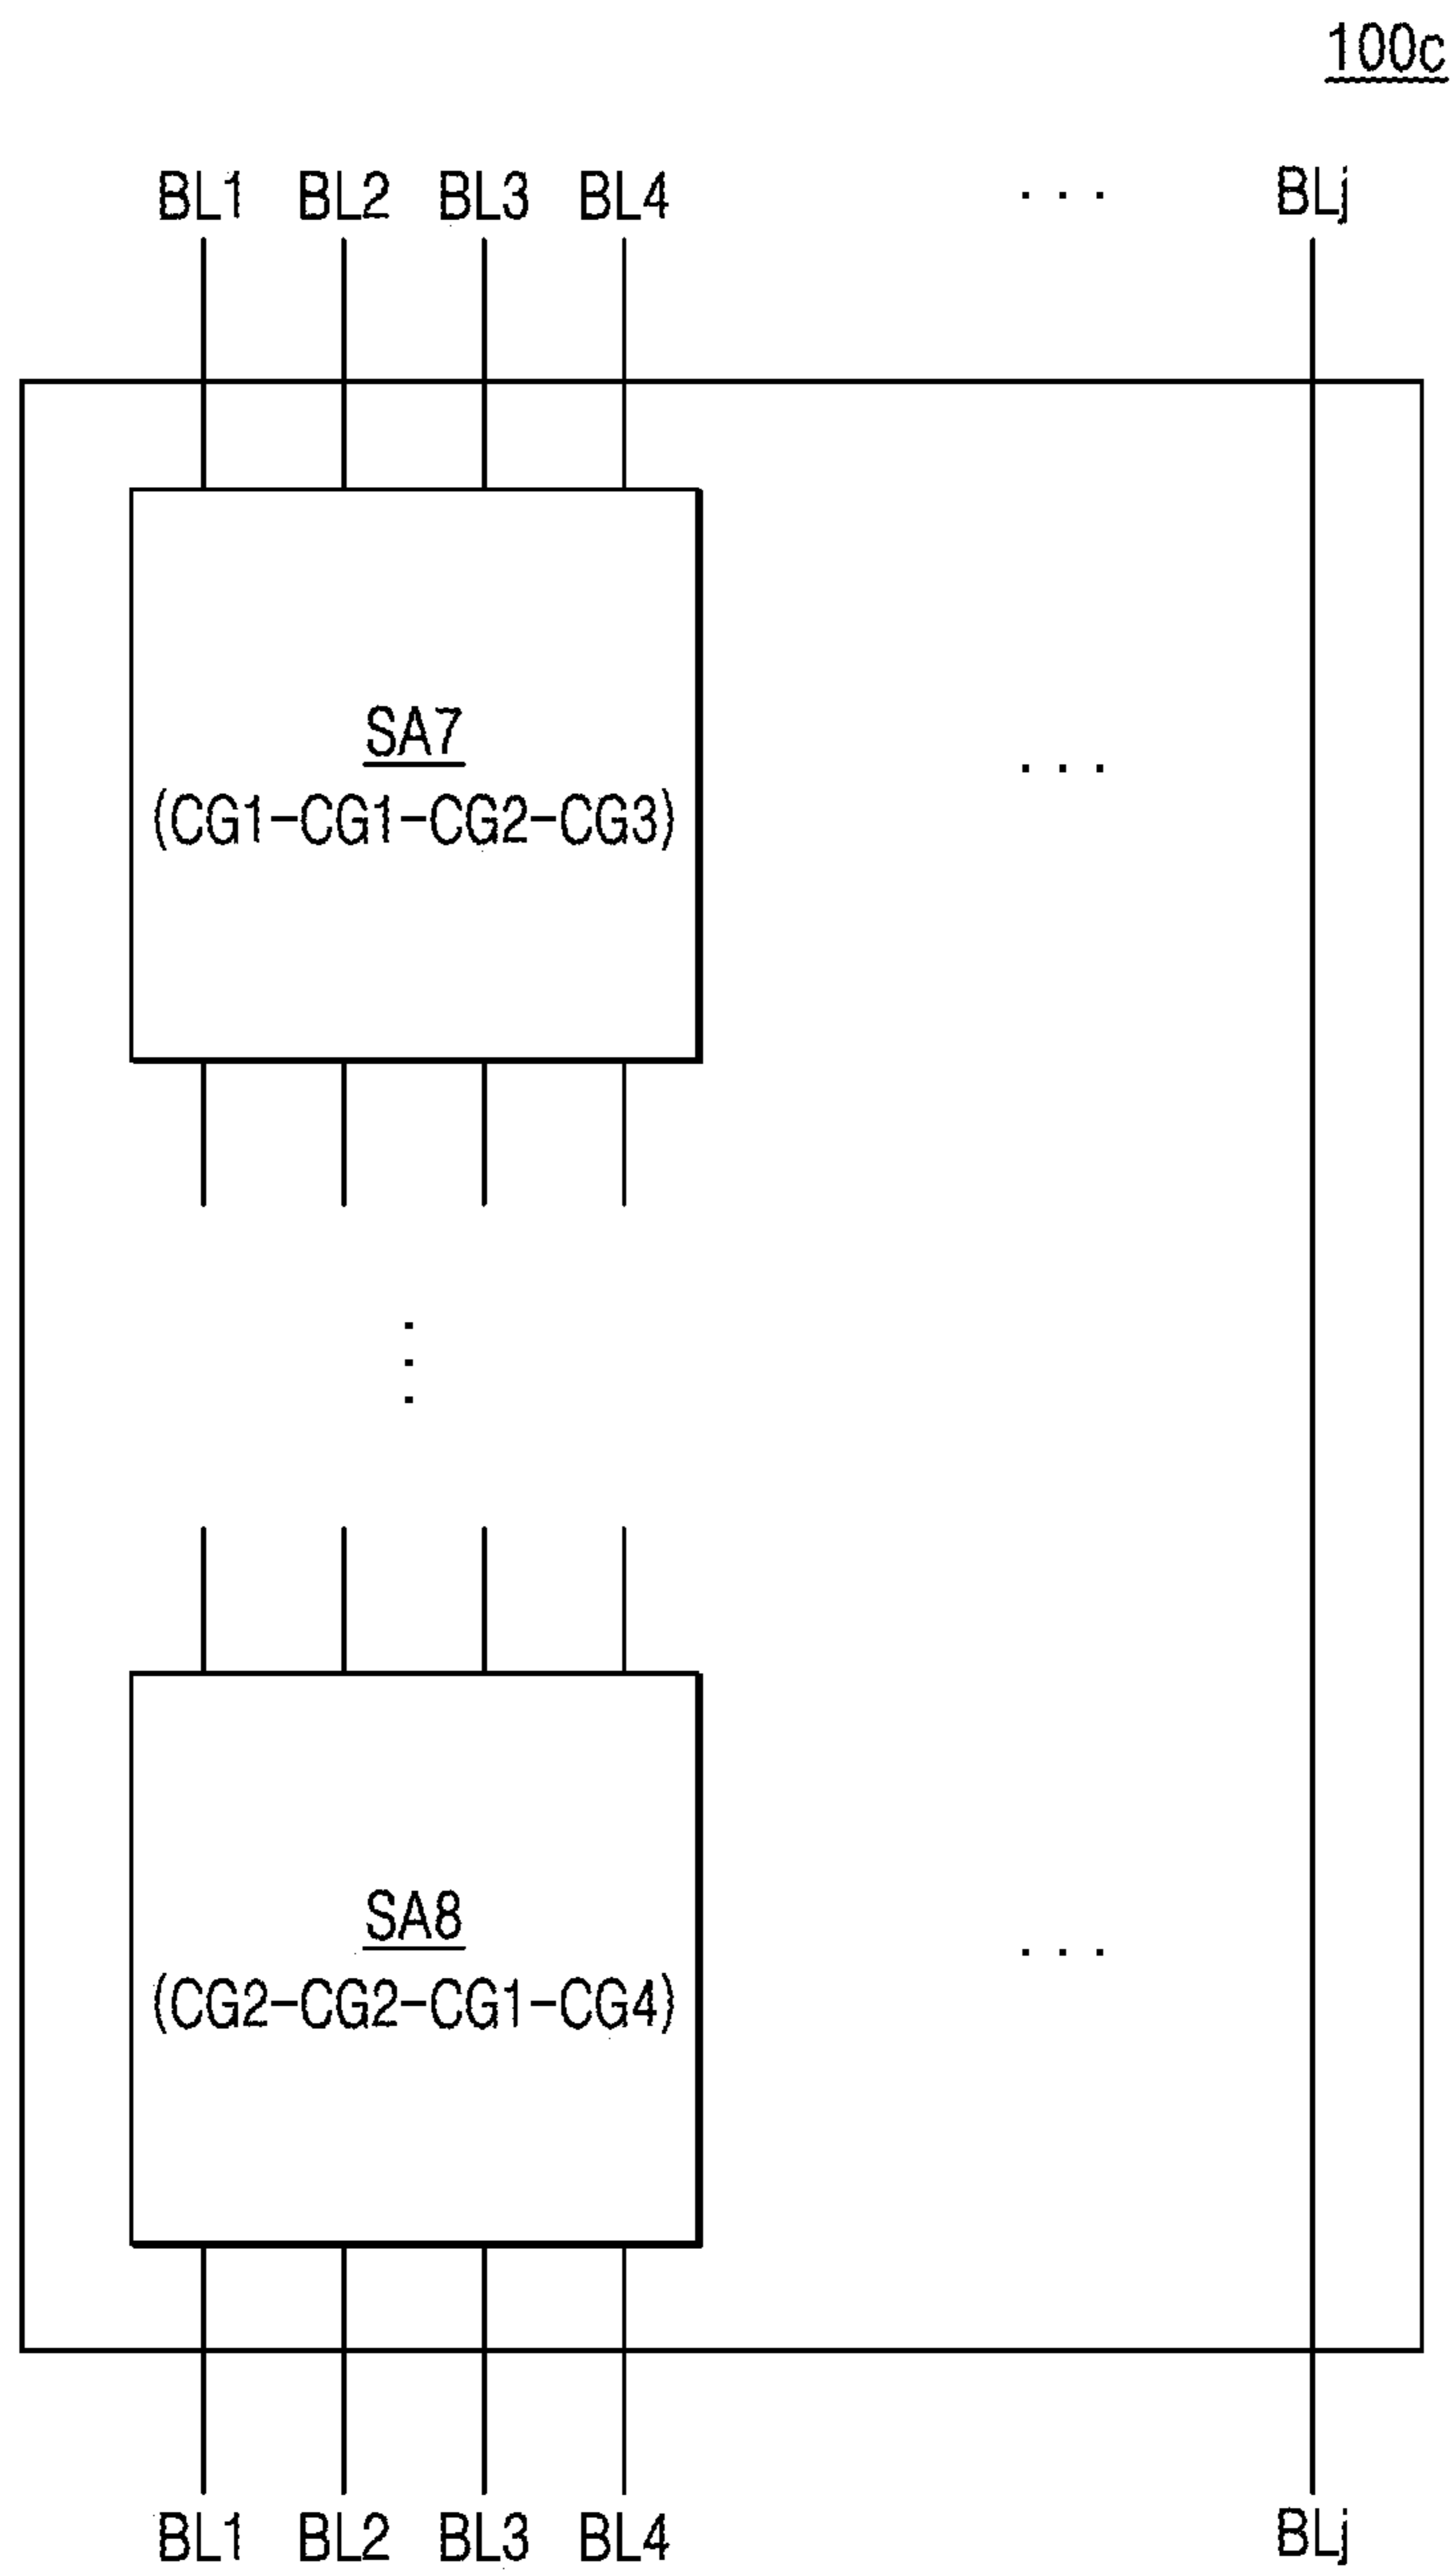 100c
BL1 BL2 BL3 BL4 ... BLj
SA7 ...
(CG1-CG1-CG2-CG3)
SA8 ...
(CG2-CG2-CG1-CG4)
BL1 BL2 BL3 BL4 BLj